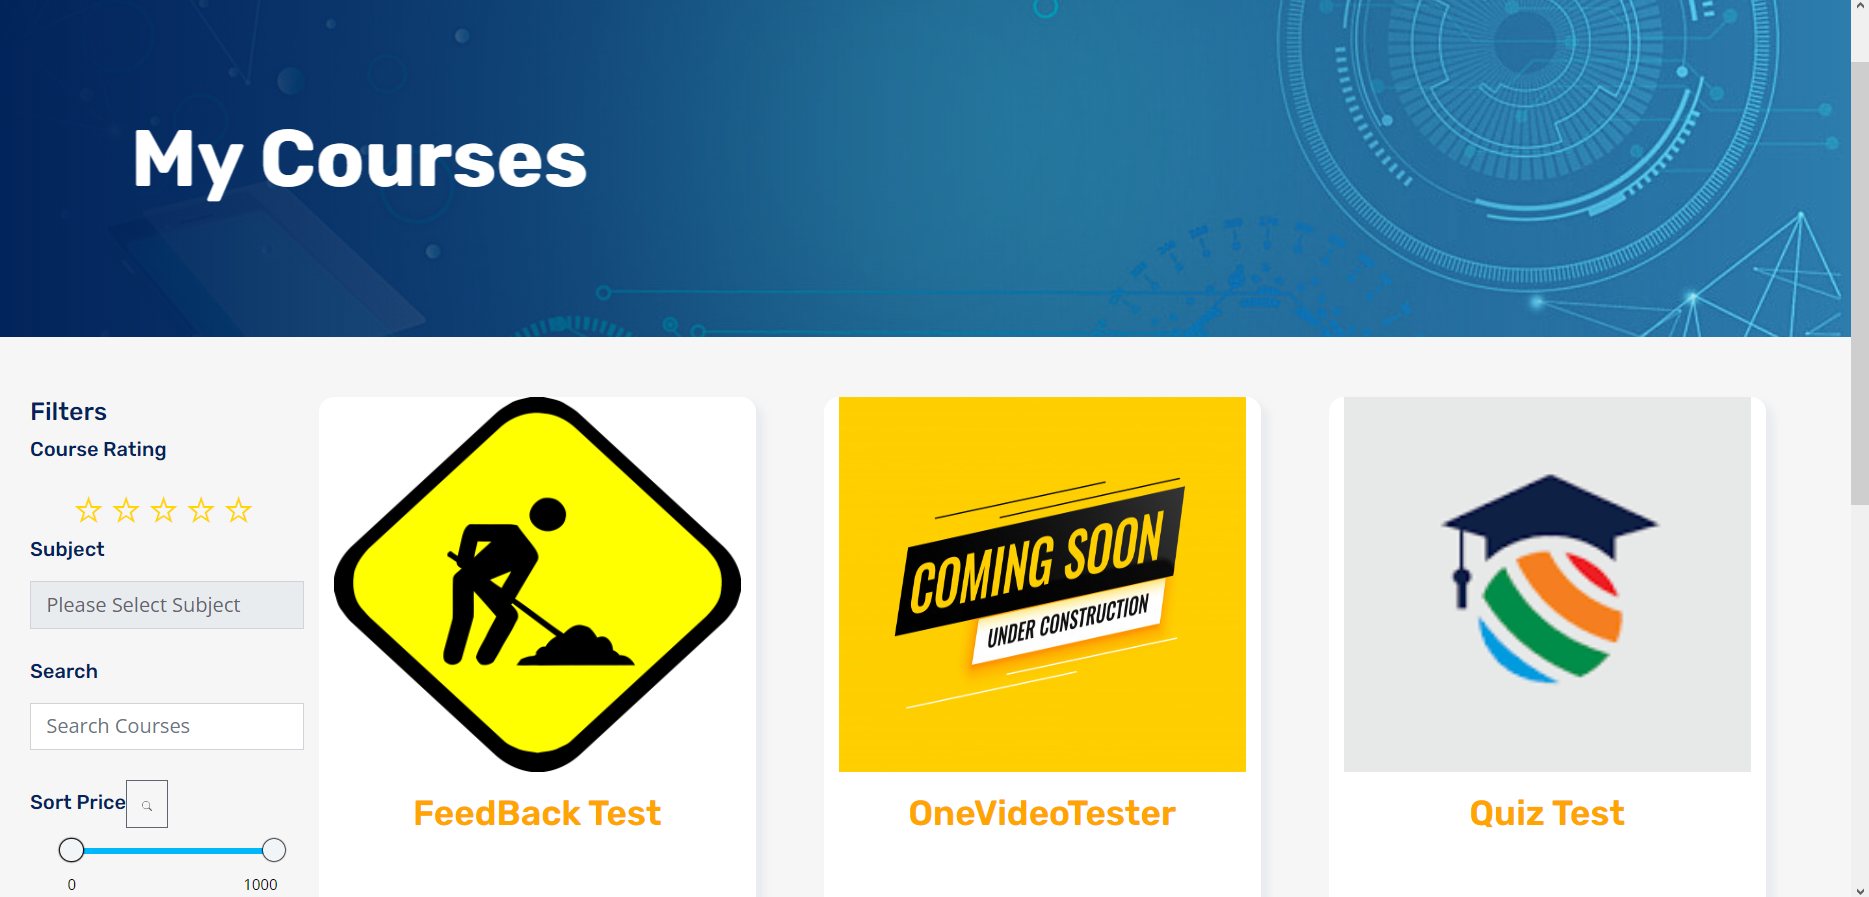 My Courses
Filters
Course Rating
Subject
Please Select Subject
Search
Search Courses
Sort Price
0 1000
COMING SOON
UNDER CONSTRUCTION
FeedBack Test
OneVideoTester
Quiz Test